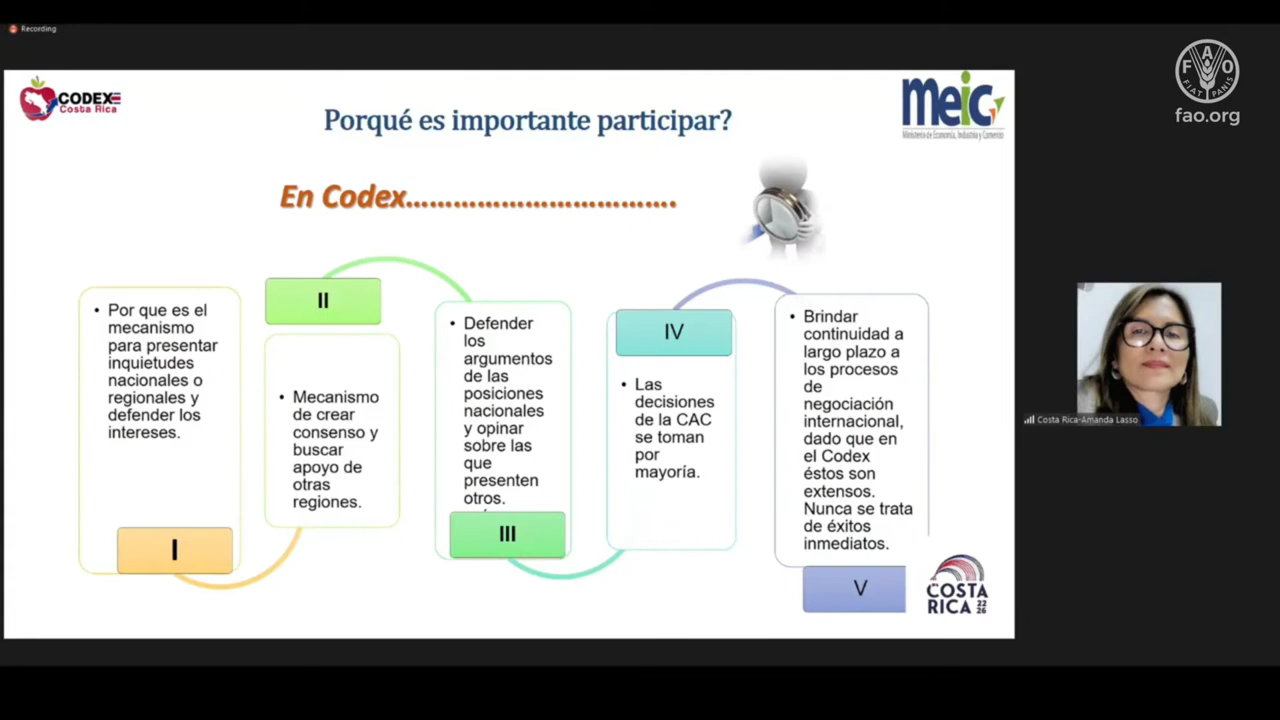 Recording
CODEX
Costa Rica
Porqué es importante participar?
meic
Ministerio de Economía, Industria y Comercio
F A O
FIAT PANIS
fao.org
En Codex……………………………….
• Por que es el
mecanismo
para presentar
inquietudes
nacionales o
regionales y
defender los
intereses.
I
II
• Mecanismo
de crear
consenso y
buscar
apoyo de
otras
regiones.
• Defender
los
argumentos
de las
posiciones
nacionales
y opinar
sobre las
que
presenten
otros.
III
IV
• Las
decisiones
de la CAC
se toman
por
mayoría.
• Brindar
continuidad a
largo plazo a
los procesos
de
negociación
internacional,
dado que en
el Codex
éstos son
extensos.
Nunca se trata
de éxitos
inmediatos.
V
COSTA
RICA 22
26
Costa Rica-Amanda Lasso